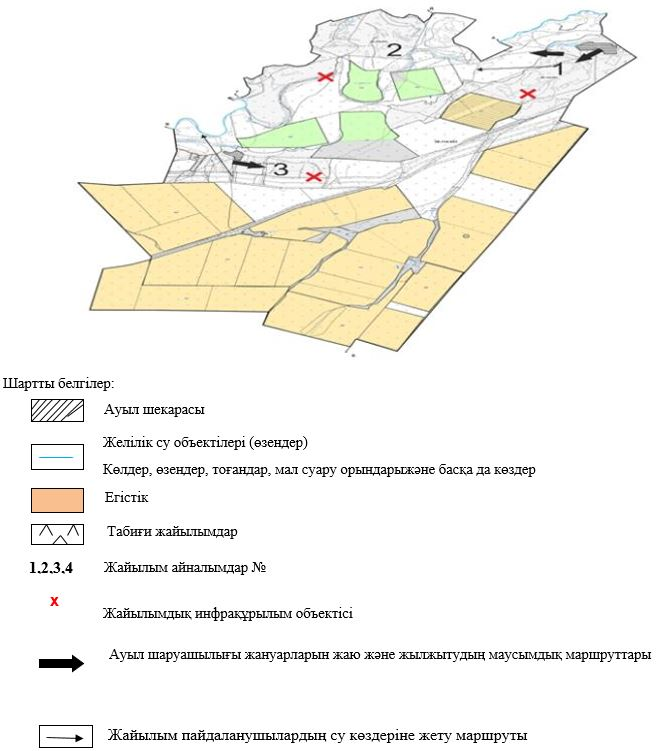 2
1
3
Шартты белгілер:
Ауыл шекарасы
Желілік су объектілері (өзендер)
Көлдер, өзендер, тоғандар, мал суару орындарыжәне басқа да көздер
Егістік
Табиғи жайылымдар
1,2,3,4 Жайылым айналымдар №
Х Жайылымдық инфрақұрылым объектісі
Ауыл шаруашылығы жануарларын жаю және жылжытудың маусымдық маршруттары
Жайылым пайдаланушылардың су көздеріне жету маршруты